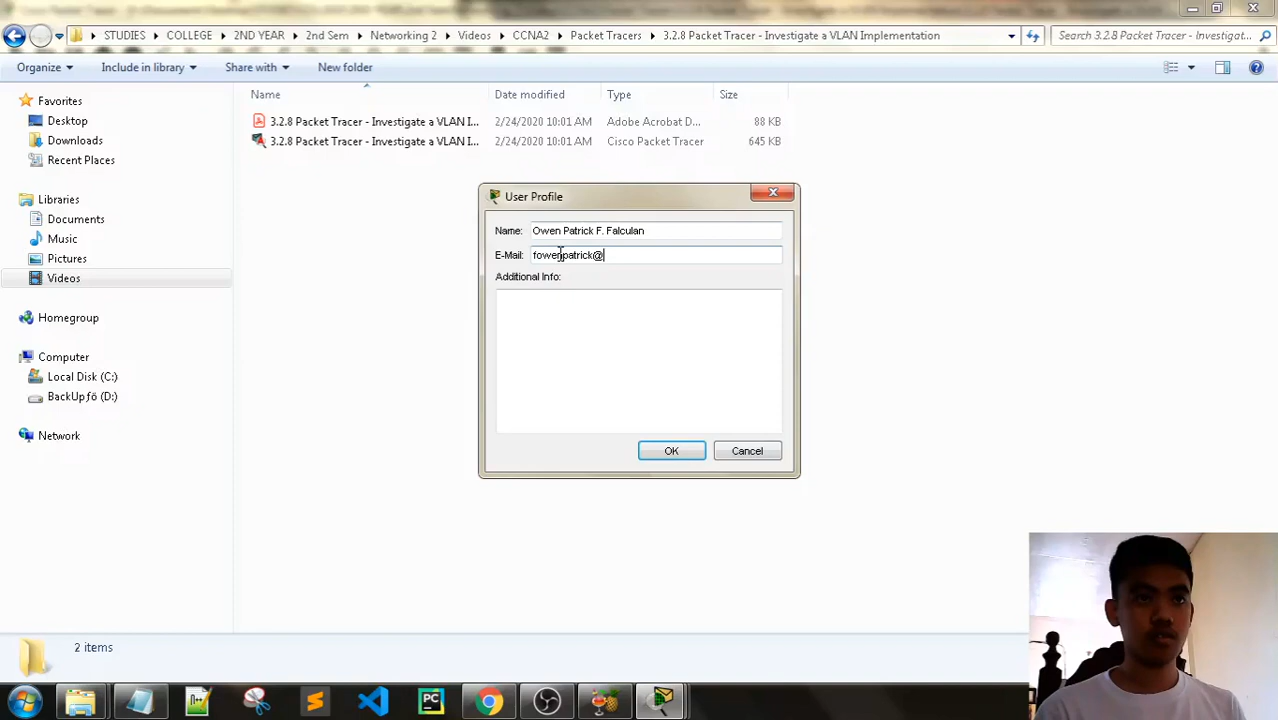 STUDIES COLLEGE 2ND YEAR 2nd Sem Networking 2 Videos CCNA2 Packet Tracers 3.2.8 Packet Tracer - Investigate a VLAN Implementation
Search 3.2.8 Packet Tracer - Investigat...
Organize Include in library Share with New folder
Name Date modified Type Size
Favorites
Desktop
Downloads
Recent Places
Libraries
Documents
Music
Pictures
Videos
Homegroup
Computer
Local Disk (C:)
BackUpƒö (D:)
Network
3.2.8 Packet Tracer - Investigate a VLAN I... 2/24/2020 10:01 AM Adobe Acrobat D... 88 KB
3.2.8 Packet Tracer - Investigate a VLAN I... 2/24/2020 10:01 AM Cisco Packet Tracer 645 KB
User Profile
Name: Owen Patrick F. Falculan
E-Mail: fowenpatrick@
Additional Info:
OK Cancel
2 items
PC